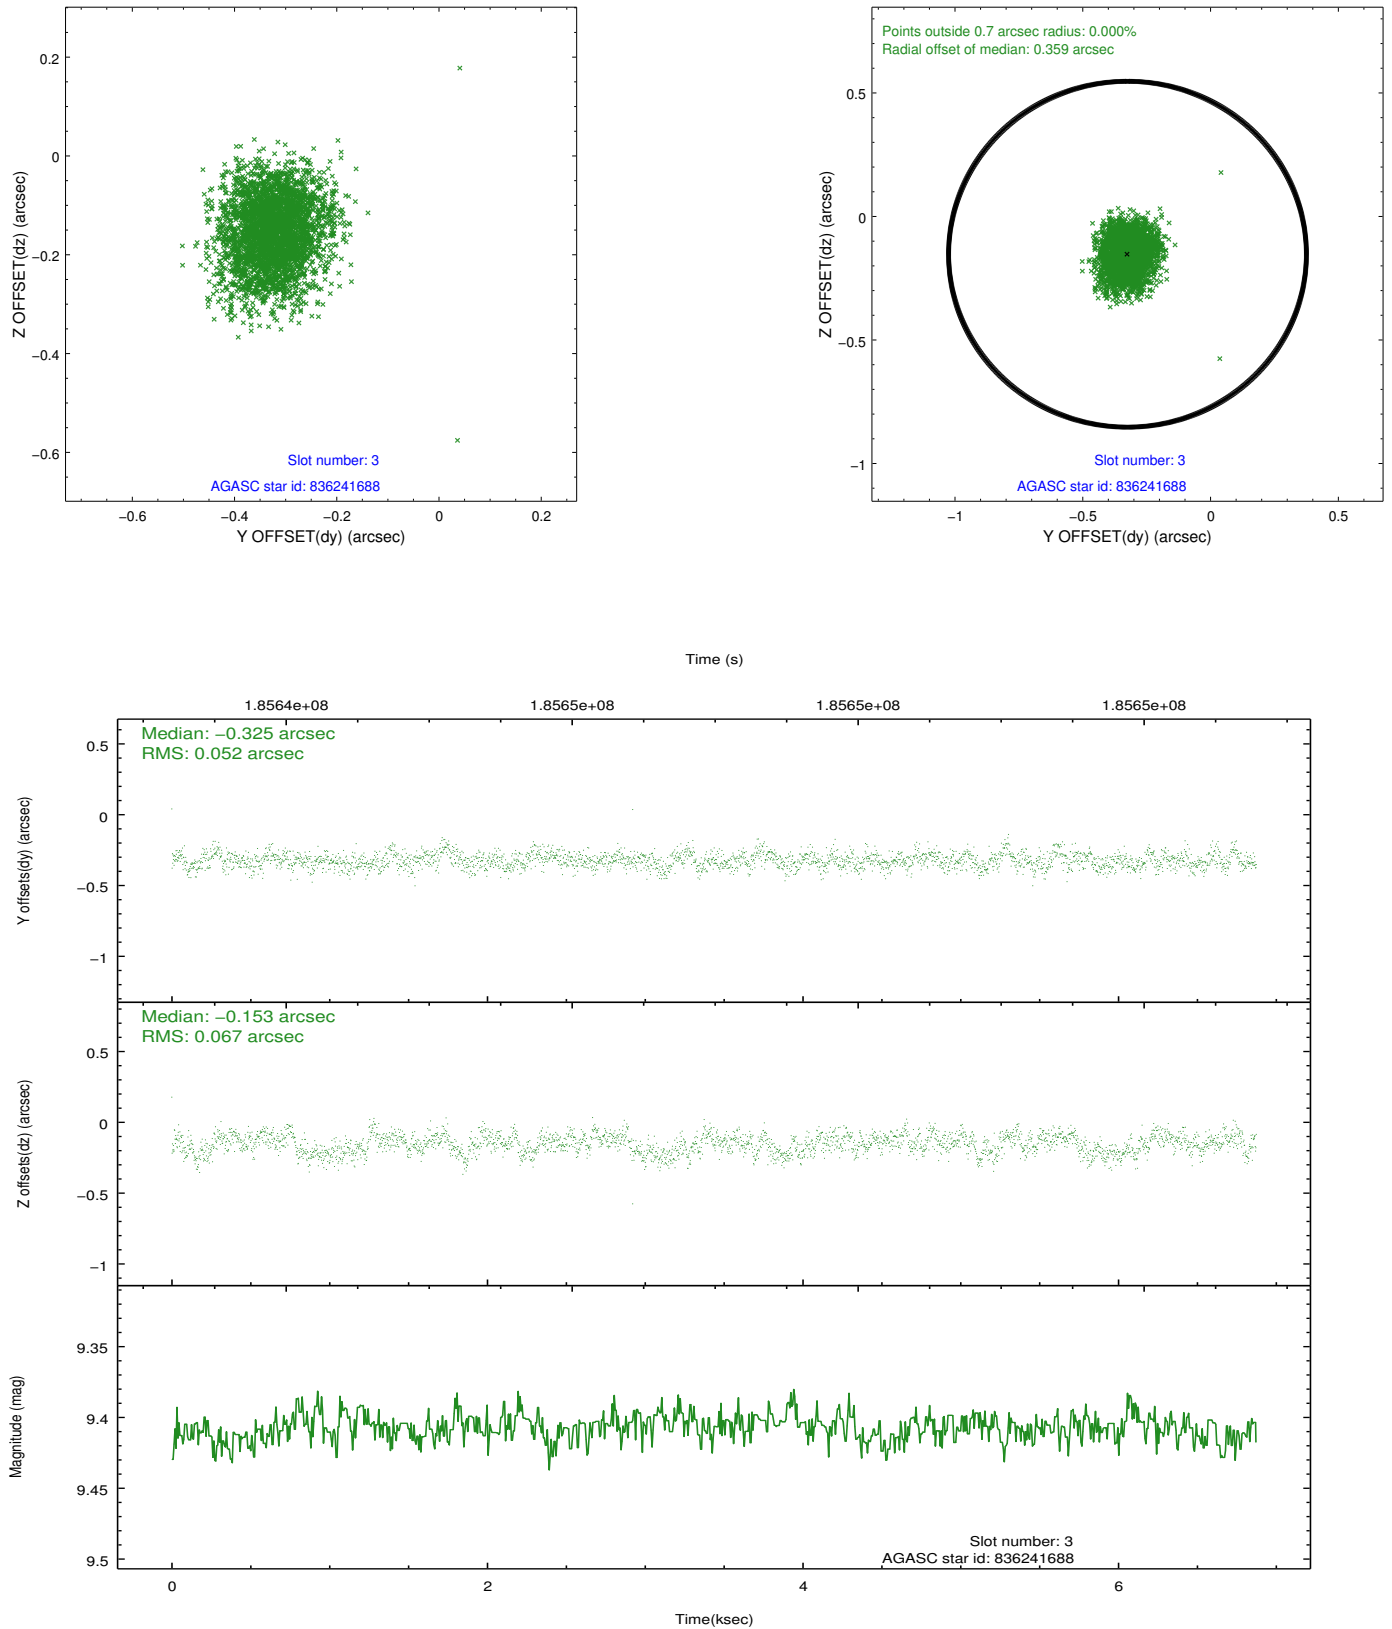 0.2
0
−0.2
−0.4
−0.6
Z OFFSET(dz) (arcsec)
Slot number: 3
AGASC star id: 836241688
−0.6
−0.4
−0.2
0
0.2
Y OFFSET(dy) (arcsec)
Points outside 0.7 arcsec radius: 0.000%
Radial offset of median: 0.359 arcsec
0.5
0
−0.5
−1
Z OFFSET(dz) (arcsec)
Slot number: 3
AGASC star id: 836241688
−1
−0.5
0
0.5
Y OFFSET(dy) (arcsec)
Time (s)
1.8564e+08
1.8565e+08
1.8565e+08
1.8565e+08
Median: −0.325 arcsec
RMS: 0.052 arcsec
0.5
0
−0.5
−1
Y offsets(dy) (arcsec)
Median: −0.153 arcsec
RMS: 0.067 arcsec
0.5
0
−0.5
−1
Z offsets(dz) (arcsec)
9.35
9.4
9.45
9.5
Magnitude (mag)
Slot number: 3
AGASC star id: 836241688
0
2
4
6
Time(ksec)